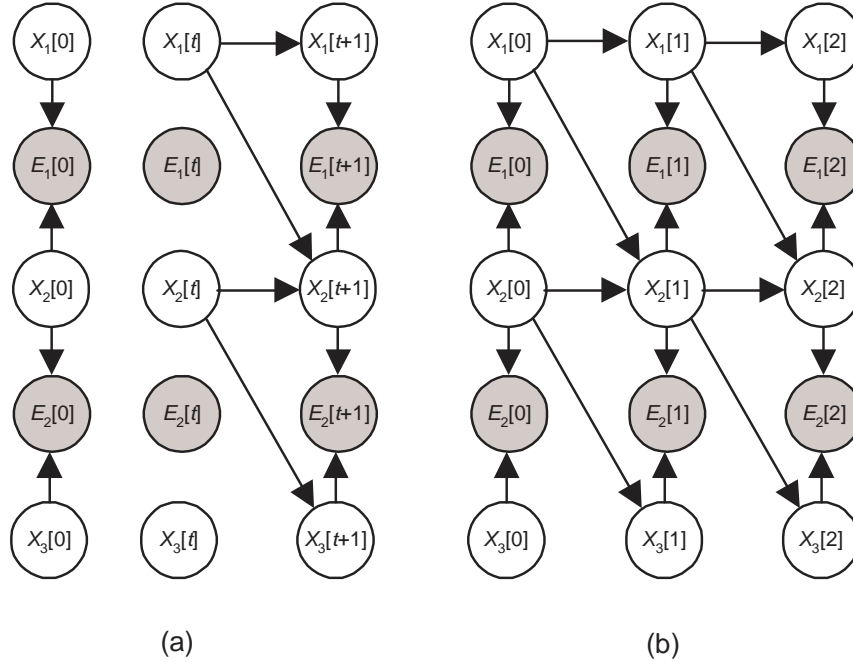 X₁[0] X₁[t] X₁[t+1] X₁[0] X₁[1] X₁[2]
E₁[0] E₁[t] E₁[t+1] E₁[0] E₁[1] E₁[2]
X₂[0] X₂[t] X₂[t+1] X₂[0] X₂[1] X₂[2]
E₂[0] E₂[t] E₂[t+1] E₂[0] E₂[1] E₂[2]
X₃[0] X₃[t] X₃[t+1] X₃[0] X₃[1] X₃[2]
(a) (b)